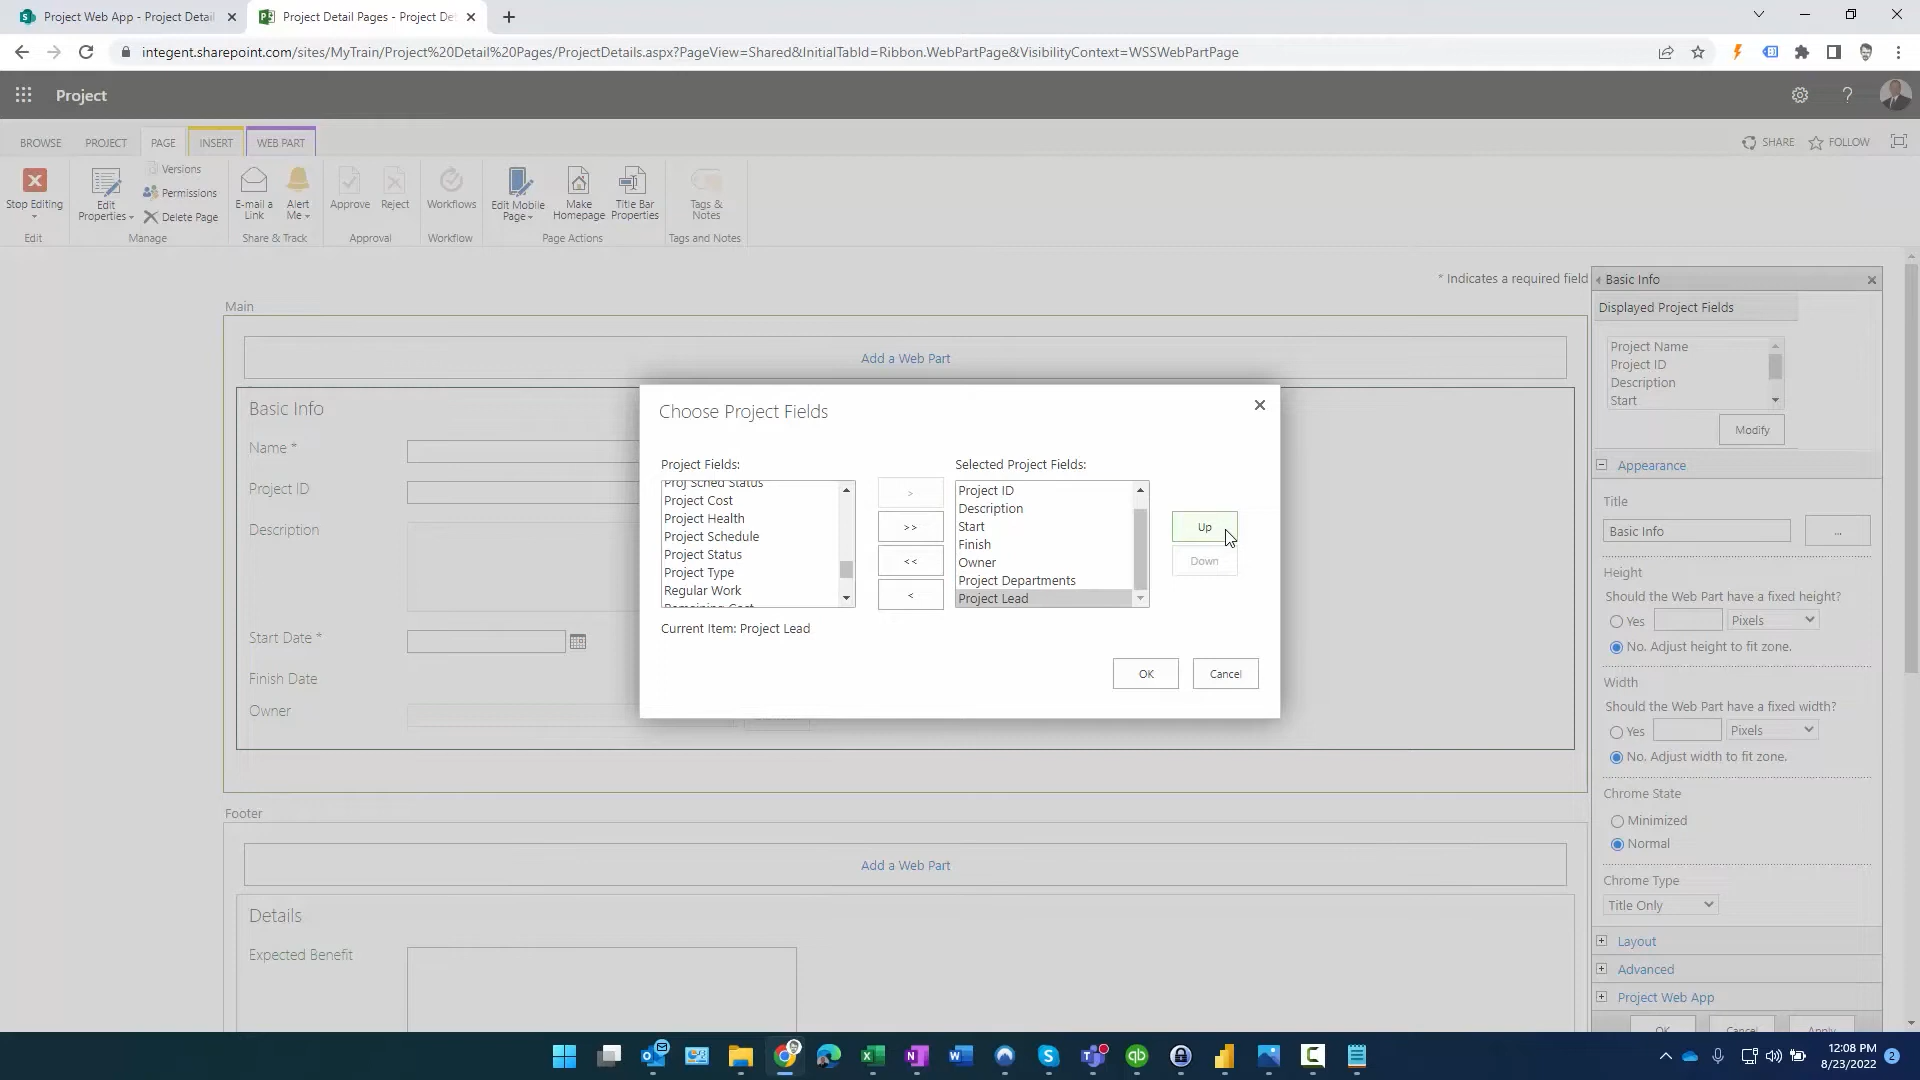 Project Web App - Project Detail
Project Detail Pages - Project De
integent.sharepoint.com/sites/MyTrain/Project%20Detail%20Pages/ProjectDetails.aspx?PageView=Shared&InitialTabId=Ribbon.WebPartPage&VisibilityContext=WSSWebPartPage
Project
BROWSE
PROJECT
PAGE
INSERT
WEB PART
SHARE
FOLLOW
Stop Editing
Edit
Edit Properties
Versions
Permissions
Delete Page
Manage
E-mail a Link
Alert Me
Share & Track
Approve
Reject
Approval
Workflows
Workflow
Edit Mobile Page
Make Homepage
Title Bar Properties
Page Actions
Tags & Notes
Tags and Notes
* Indicates a required field
Main
Add a Web Part
Basic Info
Name *
Project ID
Description
Start Date *
Finish Date
Owner
Footer
Add a Web Part
Details
Expected Benefit
Choose Project Fields
Project Fields:
Proj Sched Status
Project Cost
Project Health
Project Schedule
Project Status
Project Type
Regular Work
Remaining Cost
>
>>
<<
<
Selected Project Fields:
Project ID
Description
Start
Finish
Owner
Project Departments
Project Lead
Up
Down
Current Item: Project Lead
OK
Cancel
Basic Info
Displayed Project Fields
Project Name
Project ID
Description
Start
Modify
Appearance
Title
Basic Info
...
Height
Should the Web Part have a fixed height?
Yes
Pixels
No. Adjust height to fit zone.
Width
Should the Web Part have a fixed width?
Yes
Pixels
No. Adjust width to fit zone.
Chrome State
Minimized
Normal
Chrome Type
Title Only
Layout
Advanced
Project Web App
OK
Cancel
Apply
12:08 PM
8/23/2022
2